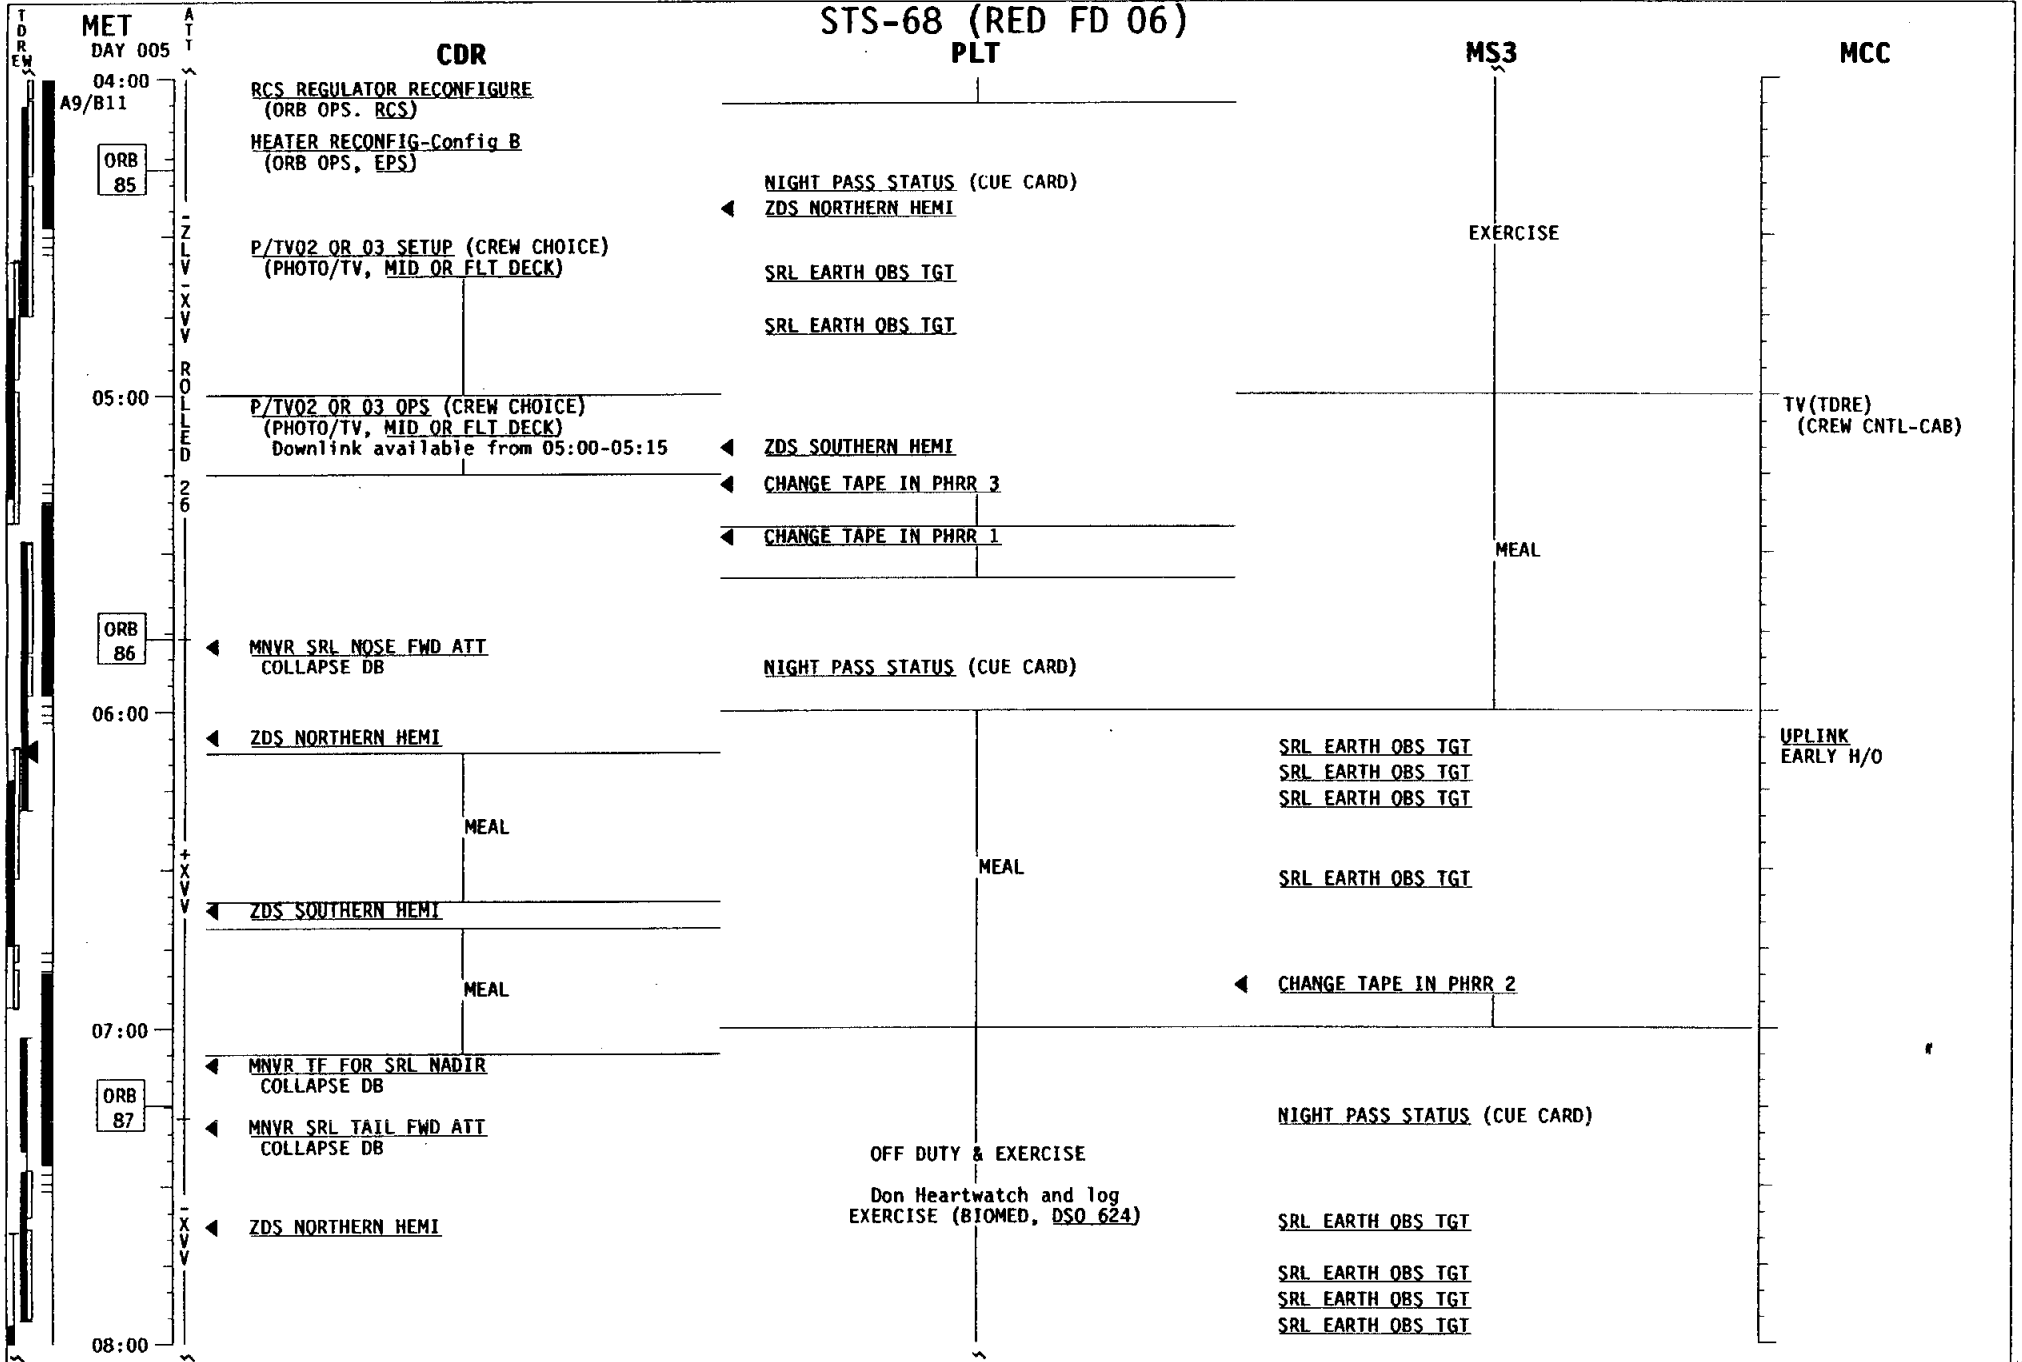 STS-68 (RED FD 06)
TDRE W
MET
DAY 005
ATT
CDR
PLT
MS3
MCC
04:00
A9/B11
ORB
85
05:00
ORB
86
06:00
07:00
ORB
87
08:00
-ZLV -XVV ROLLED 26
+XVV
-XVV
RCS REGULATOR RECONFIGURE
(ORB OPS. RCS)
HEATER RECONFIG-Config B
(ORB OPS, EPS)
P/TV02 OR 03 SETUP (CREW CHOICE)
(PHOTO/TV, MID OR FLT DECK)
P/TV02 OR 03 OPS (CREW CHOICE)
(PHOTO/TV, MID OR FLT DECK)
Downlink available from 05:00-05:15
MNVR SRL NOSE FWD ATT
COLLAPSE DB
ZDS NORTHERN HEMI
MEAL
ZDS SOUTHERN HEMI
MEAL
MNVR TF FOR SRL NADIR
COLLAPSE DB
MNVR SRL TAIL FWD ATT
COLLAPSE DB
ZDS NORTHERN HEMI
NIGHT PASS STATUS (CUE CARD)
ZDS NORTHERN HEMI
SRL EARTH OBS TGT
SRL EARTH OBS TGT
ZDS SOUTHERN HEMI
CHANGE TAPE IN PHRR 3
CHANGE TAPE IN PHRR 1
NIGHT PASS STATUS (CUE CARD)
MEAL
OFF DUTY & EXERCISE
Don Heartwatch and log
EXERCISE (BIOMED, DSO 624)
EXERCISE
MEAL
SRL EARTH OBS TGT
SRL EARTH OBS TGT
SRL EARTH OBS TGT
SRL EARTH OBS TGT
CHANGE TAPE IN PHRR 2
NIGHT PASS STATUS (CUE CARD)
SRL EARTH OBS TGT
SRL EARTH OBS TGT
SRL EARTH OBS TGT
SRL EARTH OBS TGT
TV(TDRE)
(CREW CNTL-CAB)
UPLINK
EARLY H/O